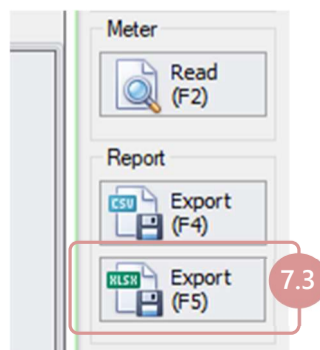 Meter
Read
(F2)
Report
CSV
Export
(F4)
XLSX
Export
(F5)
7.3